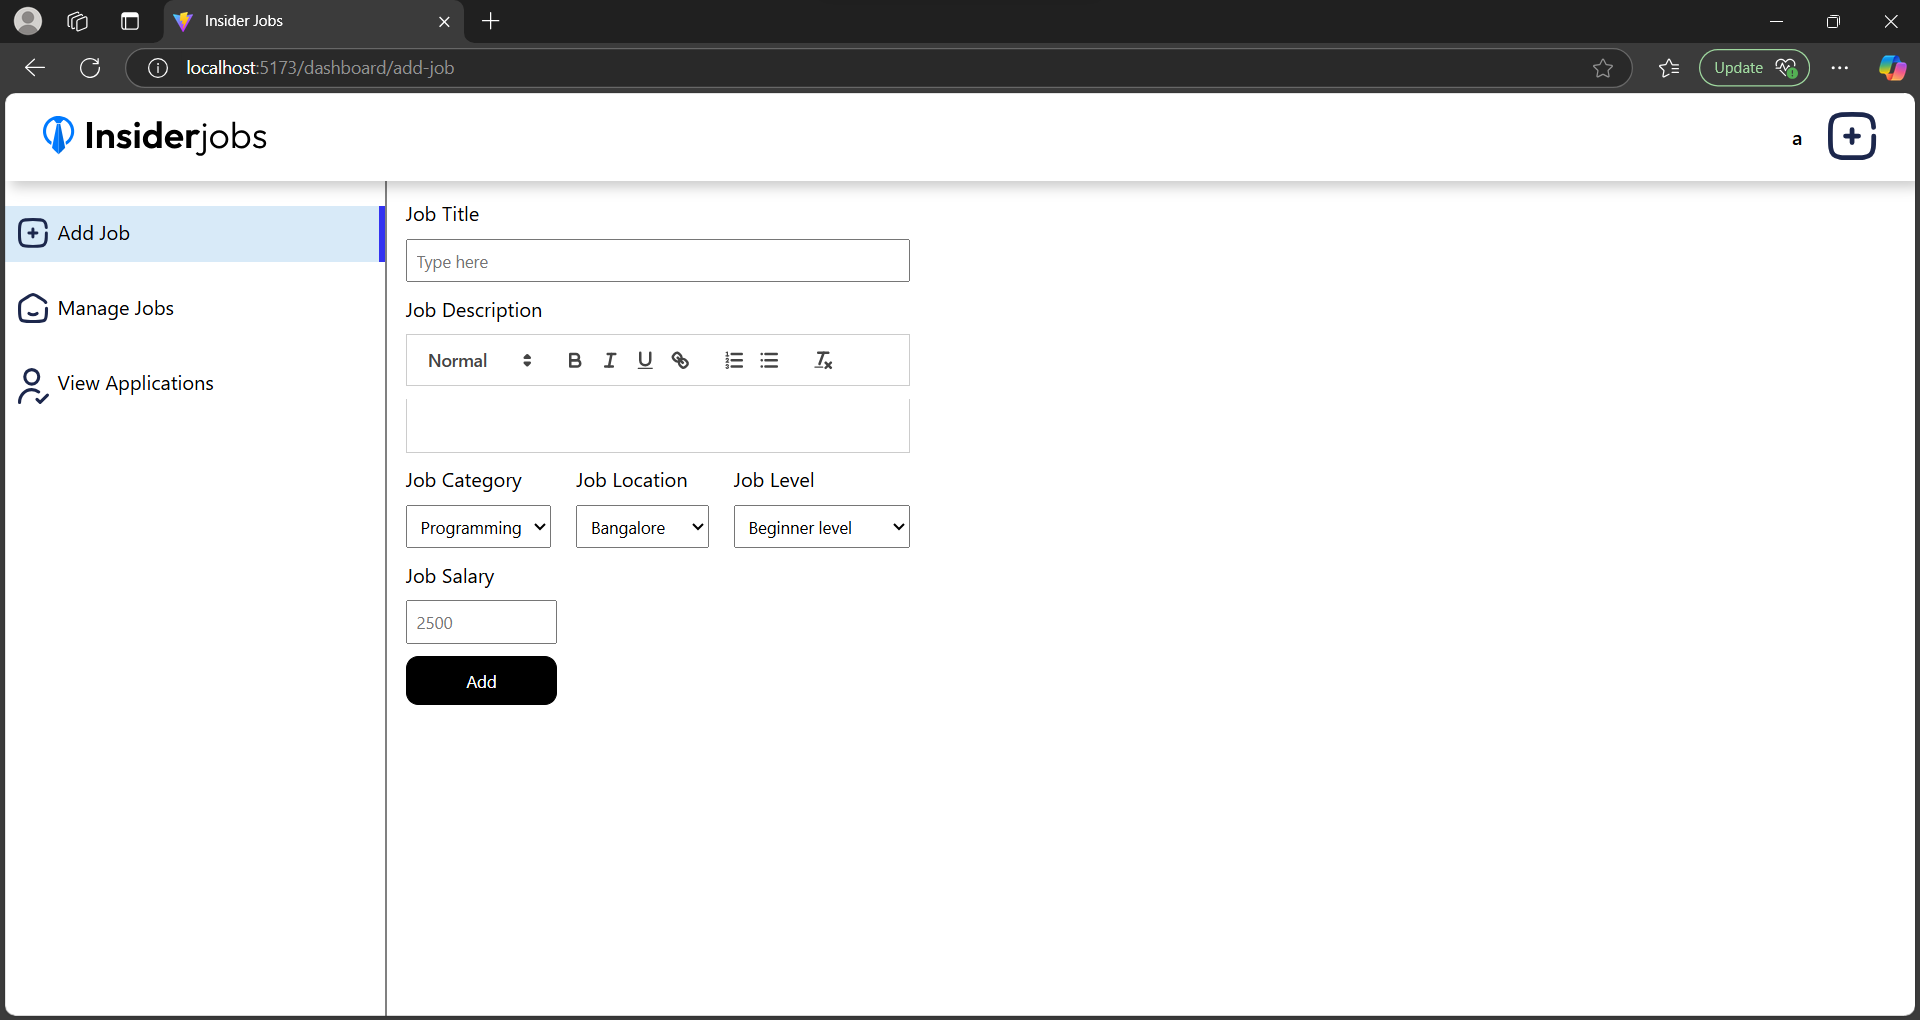 Insider Jobs
localhost:5173/dashboard/add-job
Update
Insiderjobs
a
Add Job
Manage Jobs
View Applications
Job Title
Type here
Job Description
Normal
Job Category Job Location Job Level
Programming Bangalore Beginner level
Job Salary
2500
Add